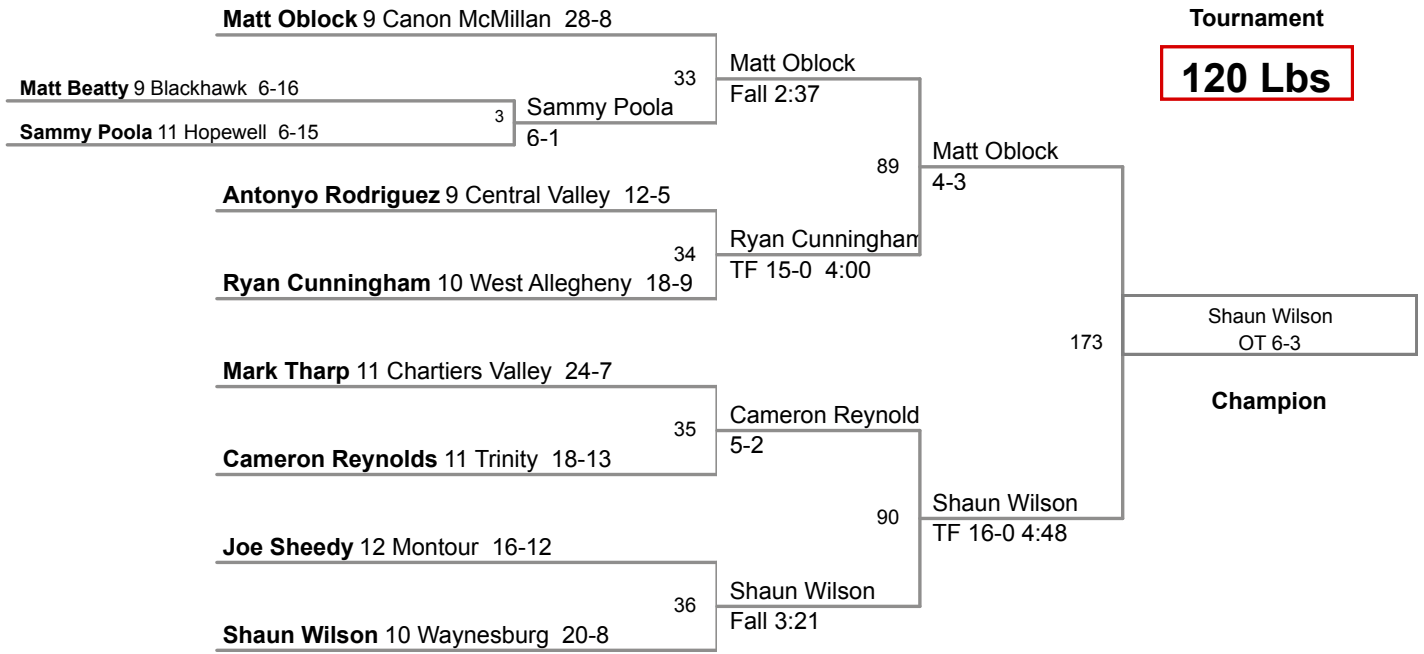 Matt Oblock 9 Canon McMillan 28-8
Tournament
120 Lbs
33
Matt Oblock
Fall 2:37
Matt Beatty 9 Blackhawk 6-16
3
Sammy Poola
6-1
Sammy Poola 11 Hopewell 6-15
89
Matt Oblock
4-3
Antonyo Rodriguez 9 Central Valley 12-5
34
Ryan Cunningham
TF 15-0 4:00
Ryan Cunningham 10 West Allegheny 18-9
173
Shaun Wilson
OT 6-3
Champion
Mark Tharp 11 Chartiers Valley 24-7
35
Cameron Reynold
5-2
Cameron Reynolds 11 Trinity 18-13
90
Shaun Wilson
TF 16-0 4:48
Joe Sheedy 12 Montour 16-12
36
Shaun Wilson
Fall 3:21
Shaun Wilson 10 Waynesburg 20-8